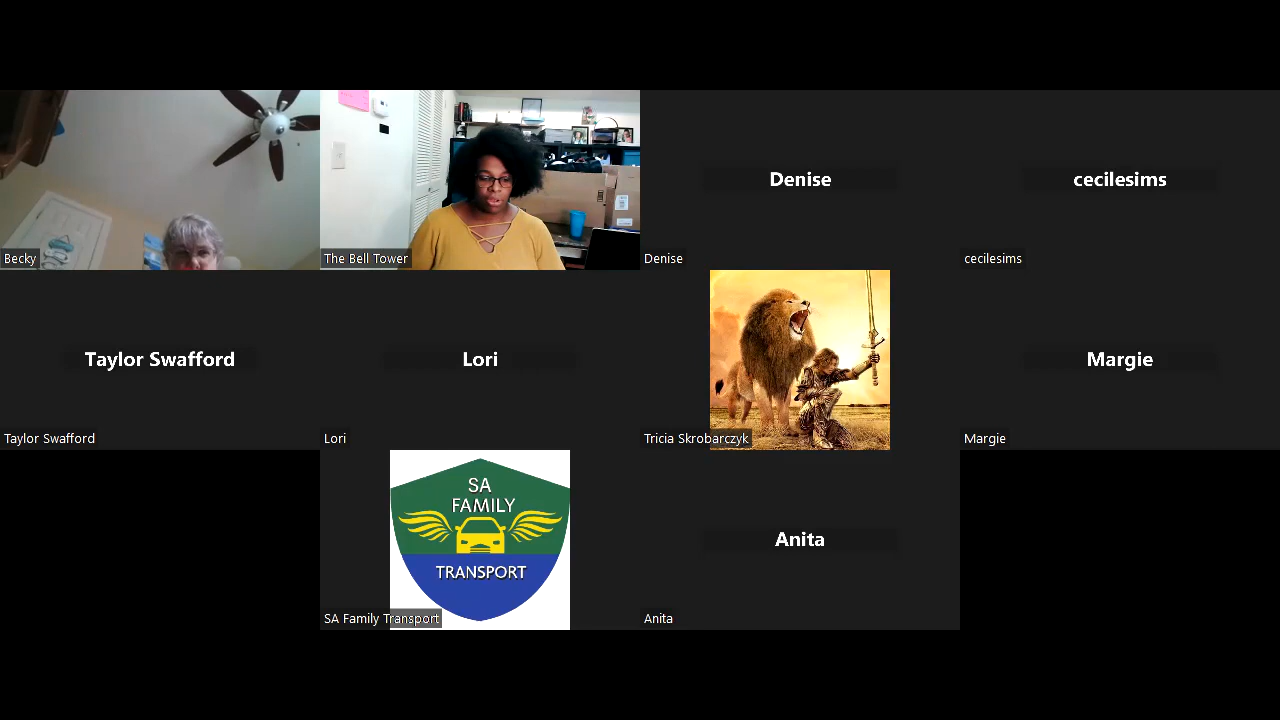 Becky
The Bell Tower
Denise
Denise
cecilesims
cecilesims
Taylor Swafford
Taylor Swafford
Lori
Lori
Tricia Skrobarczyk
Margie
Margie
SA
FAMILY
TRANSPORT
SA Family Transport
Anita
Anita